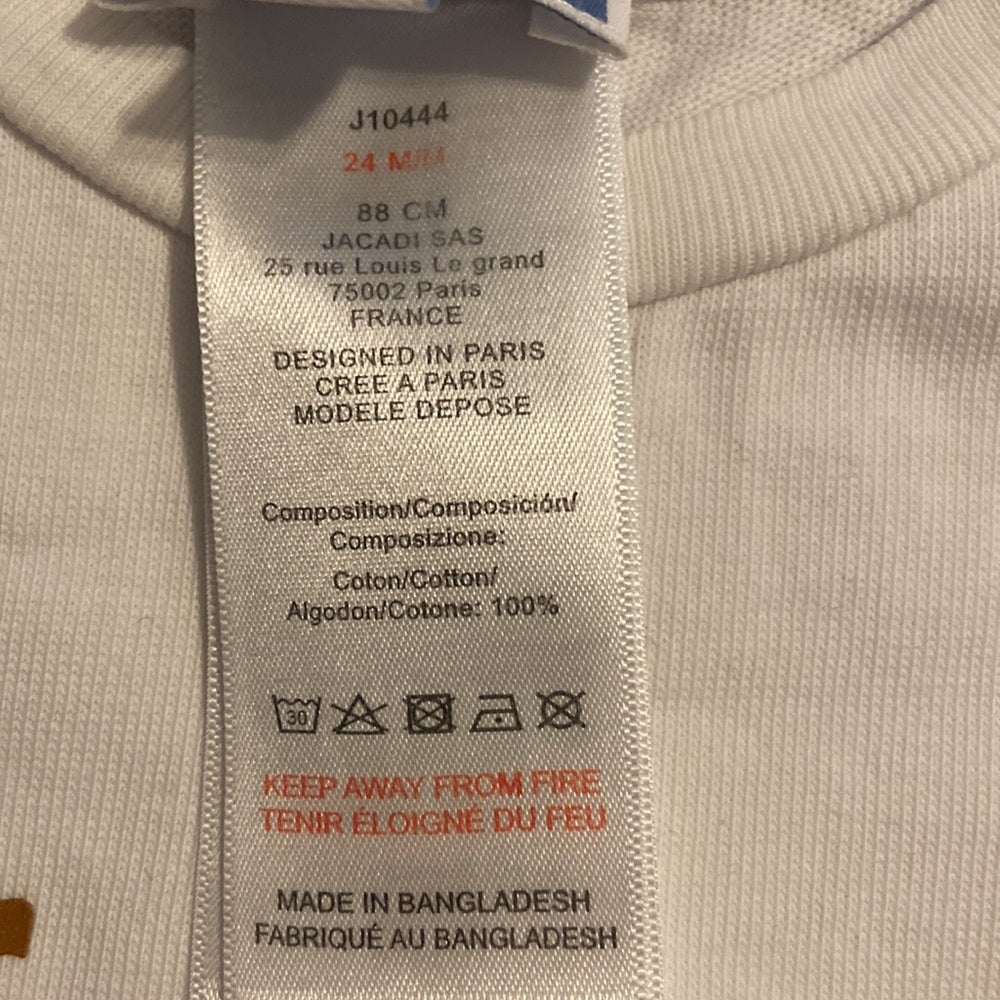 J10444
24 M/M
88 CM
JACADI SAS
25 rue Louis Le grand
75002 Paris
FRANCE
DESIGNED IN PARIS
CREE A PARIS
MODELE DEPOSE
Composition/Composición/
Composizione:
Coton/Cotton/
Algodon/Cotone: 100%
30
KEEP AWAY FROM FIRE
TENIR ÉLOIGNÉ DU FEU
MADE IN BANGLADESH
FABRIQUÉ AU BANGLADESH